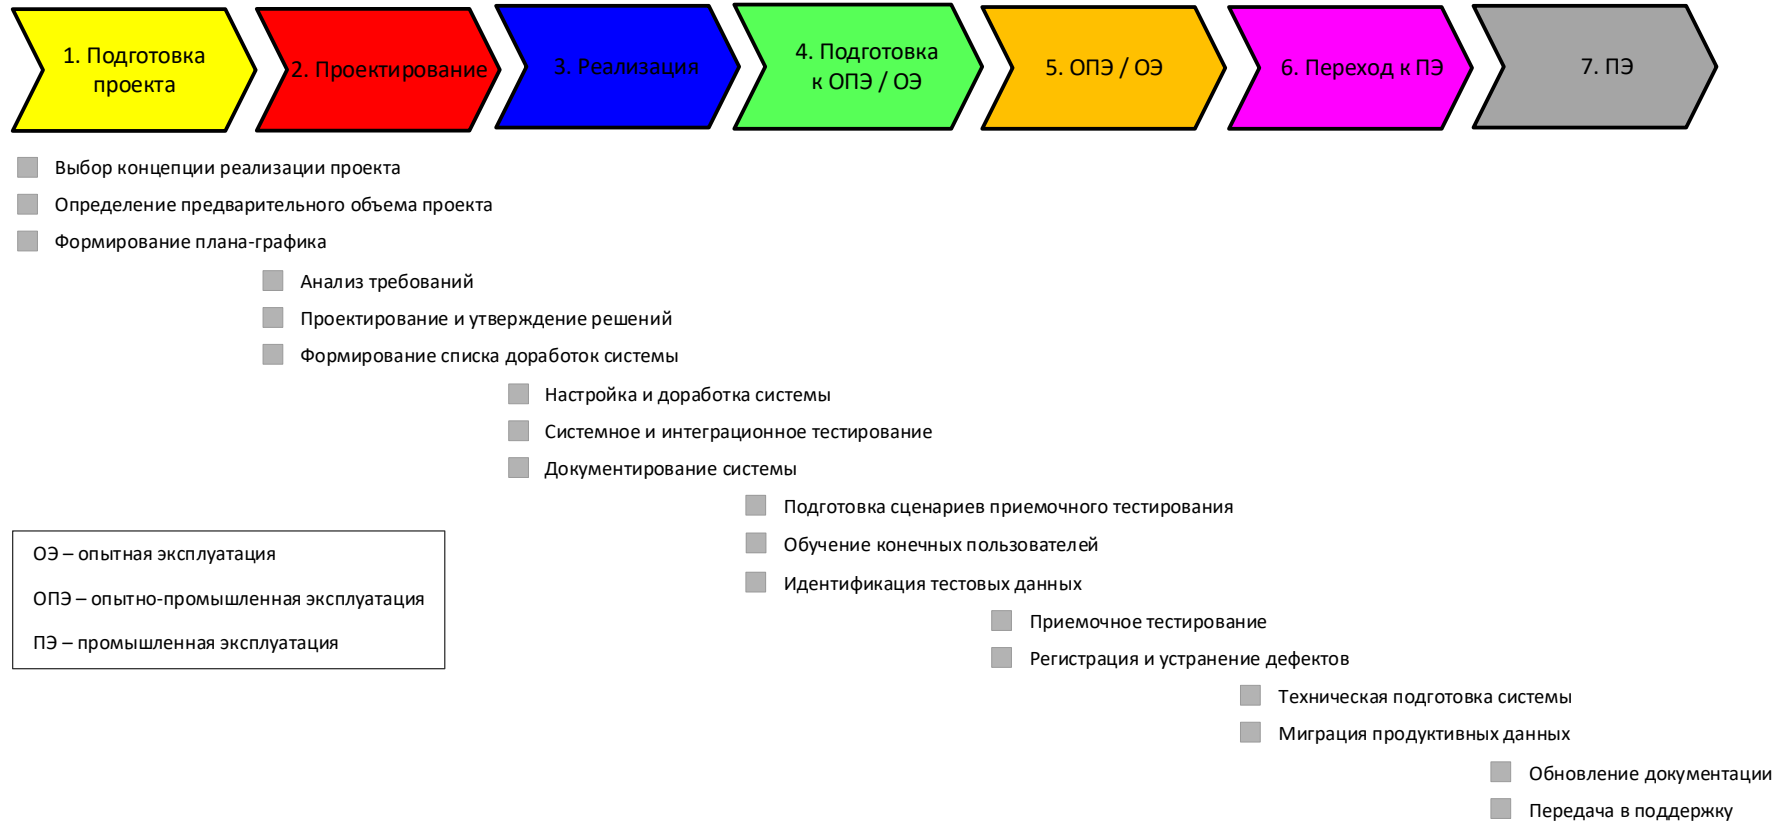 1. Подготовка
проекта
2. Проектирование
3. Реализация
4. Подготовка
к ОПЭ / ОЭ
5. ОПЭ / ОЭ
6. Переход к ПЭ
7. ПЭ
Выбор концепции реализации проекта
Определение предварительного объема проекта
Формирование плана-графика
Анализ требований
Проектирование и утверждение решений
Формирование списка доработок системы
Настройка и доработка системы
Системное и интеграционное тестирование
Документирование системы
Подготовка сценариев приемочного тестирования
Обучение конечных пользователей
Идентификация тестовых данных
ОЭ – опытная эксплуатация
ОПЭ – опытно-промышленная эксплуатация
ПЭ – промышленная эксплуатация
Приемочное тестирование
Регистрация и устранение дефектов
Техническая подготовка системы
Миграция продуктивных данных
Обновление документации
Передача в поддержку